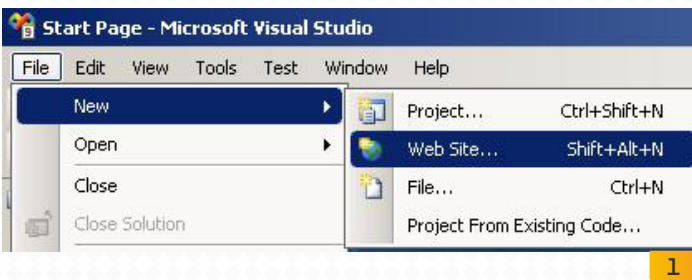 Start Page - Microsoft Visual Studio
File Edit View Tools Test Window Help
New
Open
Close
Close Solution
Project... Ctrl+Shift+N
Web Site... Shift+Alt+N
File... Ctrl+N
Project From Existing Code...
1